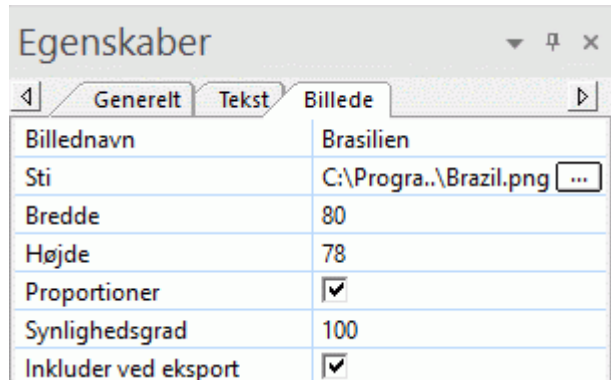 Egenskaber
Generelt Tekst Billede
Billednavn Brasilien
Sti C:\Progra..\Brazil.png ...
Bredde 80
Højde 78
Proportioner
Synlighedsgrad 100
Inkluder ved eksport